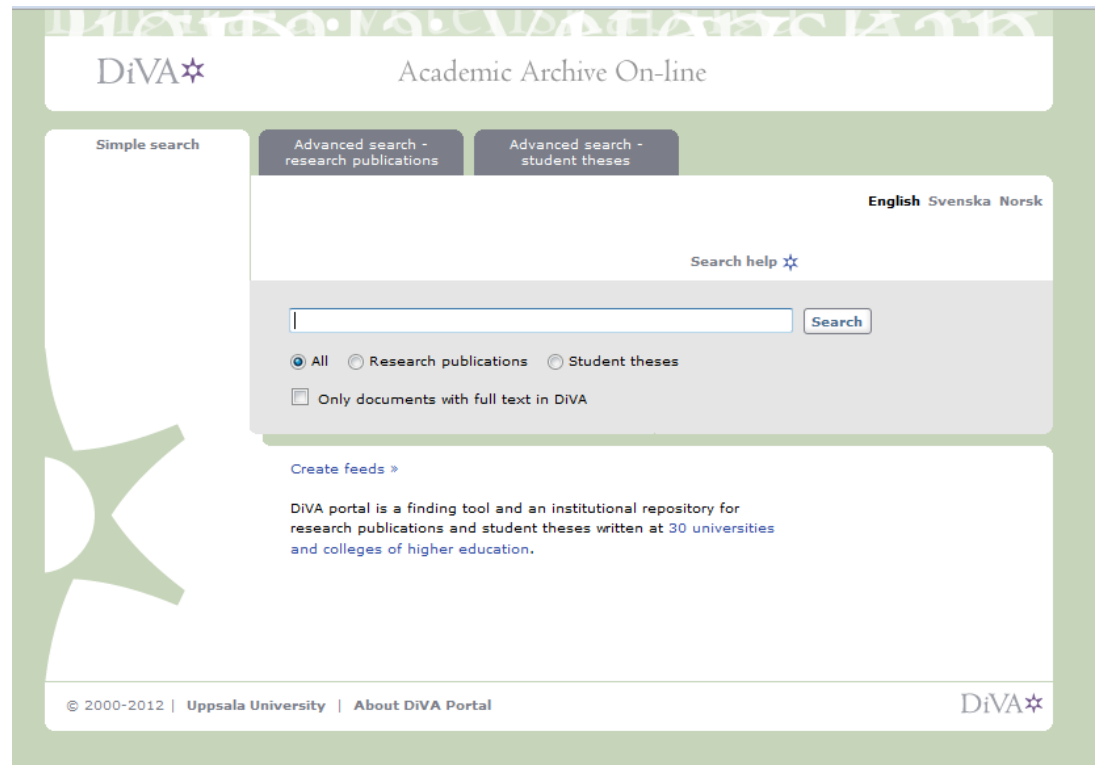 DiVA
Academic Archive On-line
Simple search
Advanced search -
research publications
Advanced search -
student theses
English Svenska Norsk
Search help
Search
All Research publications Student theses
Only documents with full text in DiVA
Create feeds »
DiVA portal is a finding tool and an institutional repository for
research publications and student theses written at 30 universities
and colleges of higher education.
© 2000-2012 | Uppsala University | About DiVA Portal
DiVA